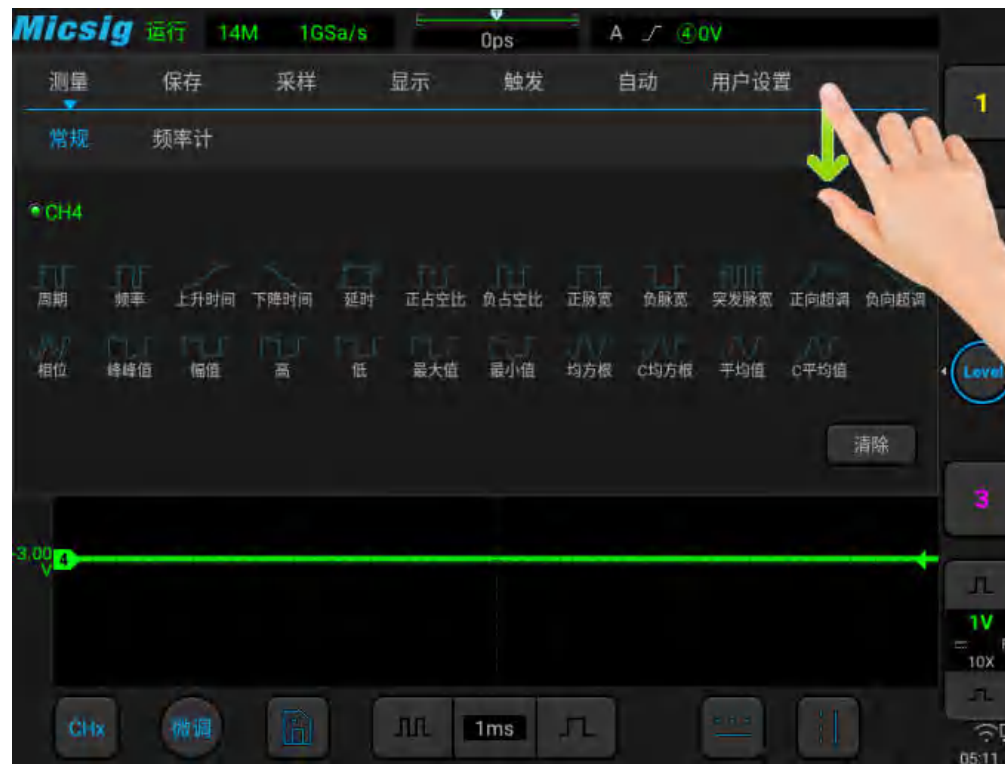 Micsig 运行 14M 1GSa/s 0ps A ④0V
测量 保存 采样 显示 触发 自动 用户设置
1
常规 频率计
CH4
周期 频率 上升时间 下降时间 延时 正占空比 负占空比 正脉宽 负脉宽 突发脉宽 正向超调 负向超调
相位 峰峰值 幅值 高 低 最大值 最小值 均方根 C均方根 平均值 C平均值
Level
清除
3
-3.00
V
4
1V
10X
CHx 微调 1ms
05:11